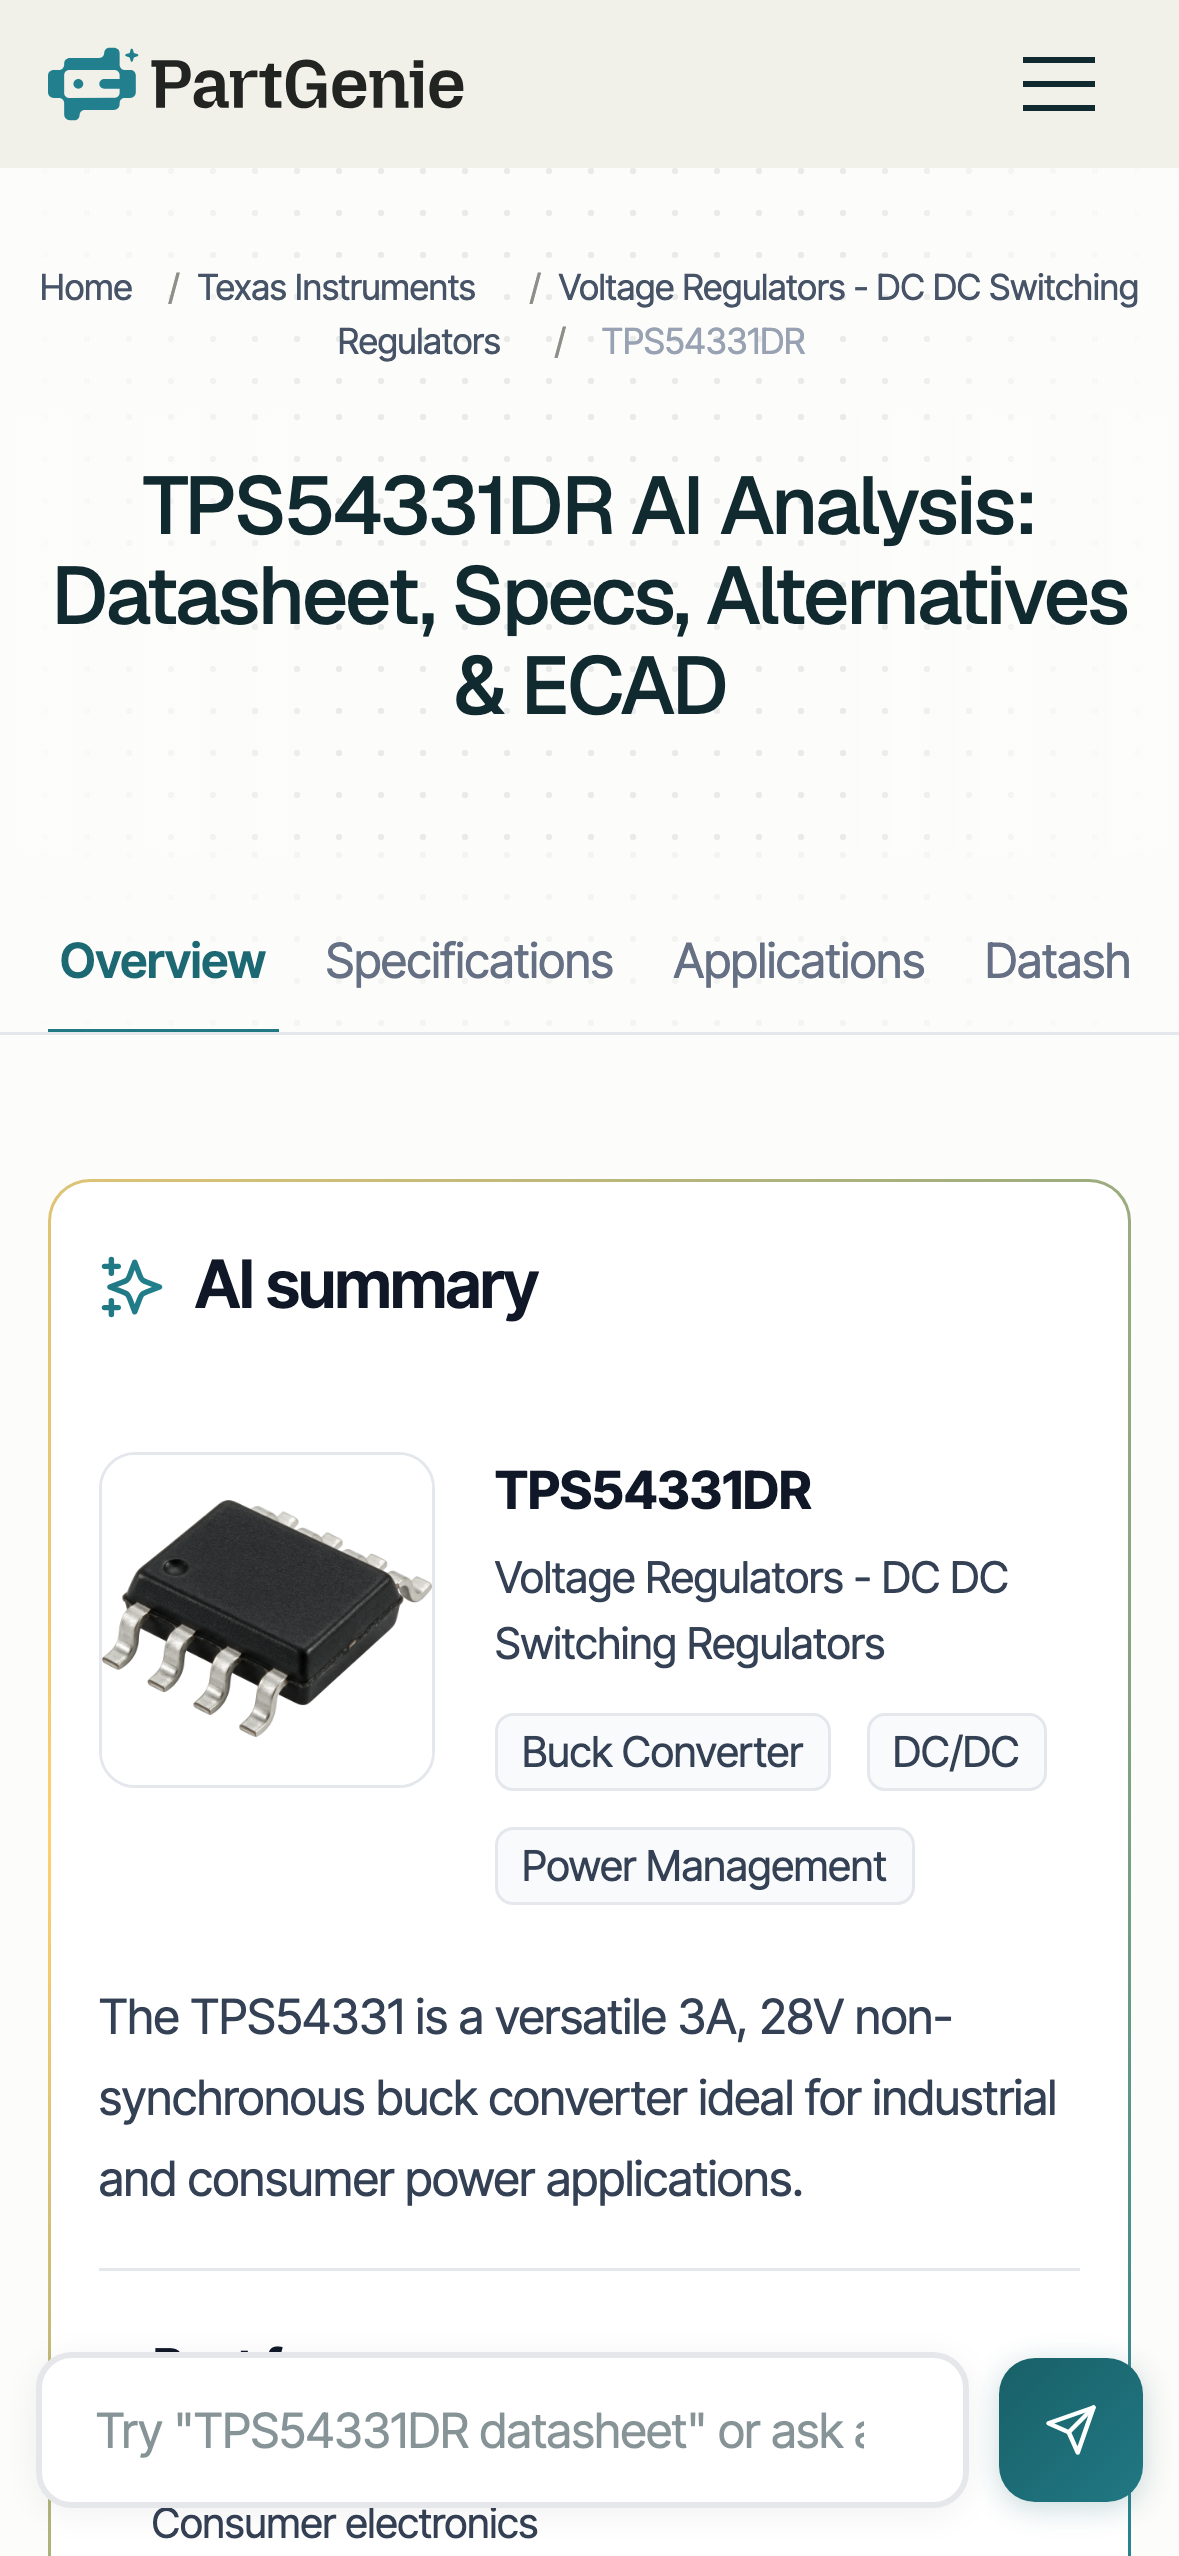 PartGenie
Home / Texas Instruments / Voltage Regulators - DC DC Switching
Regulators / TPS54331DR
TPS54331DR AI Analysis:
Datasheet, Specs, Alternatives
& ECAD
Overview Specifications Applications Datash
AI summary
TPS54331DR
Voltage Regulators - DC DC
Switching Regulators
Buck Converter DC/DC
Power Management
The TPS54331 is a versatile 3A, 28V non-
synchronous buck converter ideal for industrial
and consumer power applications.
Try "TPS54331DR datasheet" or ask
Consumer electronics